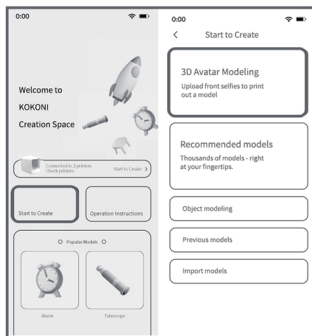 0:00
Welcome to
KOKONI
Creation Space
Connected to 1 printers
Check printers
Start to Create >
Start to Create
Operation Instructions
Popular Models
Alarm
Telescope
0:00
< Start to Create
3D Avatar Modeling
Upload front selfies to print
out a model
Recommended models
Thousands of models - right
at your fingertips.
Object modeling
Previous models
Import models